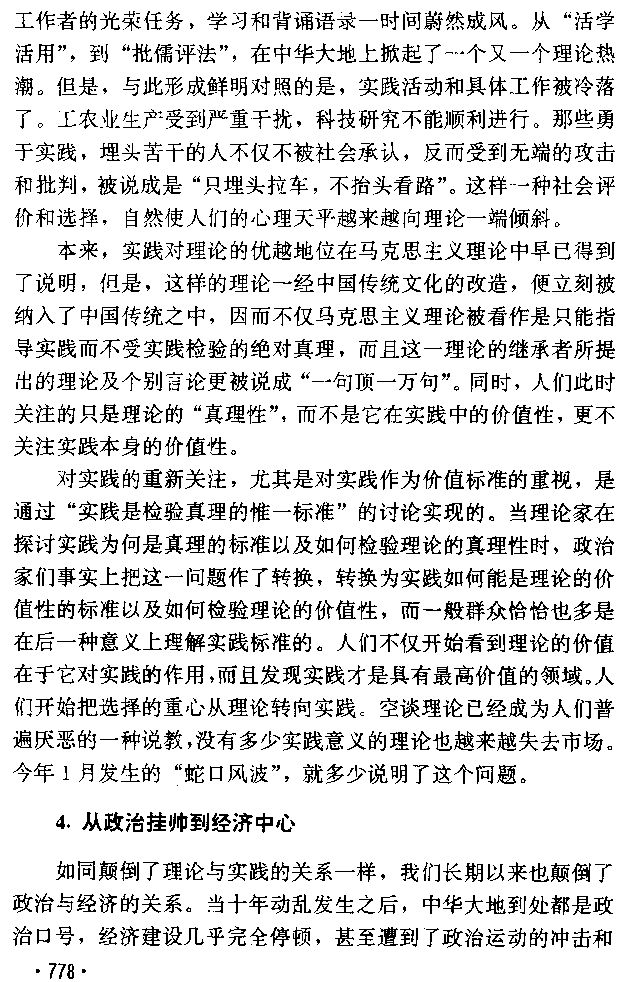 工作者的光荣任务，学习和背诵语录一时间蔚然成风。从“活学
活用”，到“批儒评法”，在中华大地上掀起了一个又一个理论热
潮。但是，与此形成鲜明对照的是，实践活动和具体工作被冷落
了。工农业生产受到严重干扰，科技研究不能顺利进行。那些勇
于实践，埋头苦干的人不仅不被社会承认，反而受到无端的攻击
和批判，被说成是“只埋头拉车，不抬头看路”。这样一种社会评
价和选择，自然使人们的心理天平越来越向理论一端倾斜。
本来，实践对理论的优越地位在马克思主义理论中早已得到
了说明，但是，这样的理论一经中国传统文化的改造，便立刻被
纳入了中国传统之中，因而不仅马克思主义理论被看作是只能指
导实践而不受实践检验的绝对真理，而且这一理论的继承者所提
出的理论及个别言论更被说成“一句顶一万句”。同时，人们此时
关注的只是理论的“真理性”，而不是它在实践中的价值性，更不
关注实践本身的价值性。
对实践的重新关注，尤其是对实践作为价值标准的重视，是
通过“实践是检验真理的惟一标准”的讨论实现的。当理论家在
探讨实践为何是真理的标准以及如何检验理论的真理性时，政治
家们事实上把这一问题作了转换，转换为实践如何能是理论的价
值性的标准以及如何检验理论的价值性，而一般群众恰恰也多是
在后一种意义上理解实践标准的。人们不仅开始看到理论的价值
在于它对实践的作用，而且发现实践才是具有最高价值的领域。人
们开始把选择的重心从理论转向实践。空谈理论已经成为人们普
遍厌恶的一种说教，没有多少实践意义的理论也越来越失去市场。
今年1月发生的“蛇口风波”，就多少说明了这个问题。
4. 从政治挂帅到经济中心
如同颠倒了理论与实践的关系一样，我们长期以来也颠倒了
政治与经济的关系。当十年动乱发生之后，中华大地到处都是政
治口号，经济建设几乎完全停顿，甚至遭到了政治运动的冲击和
·778·